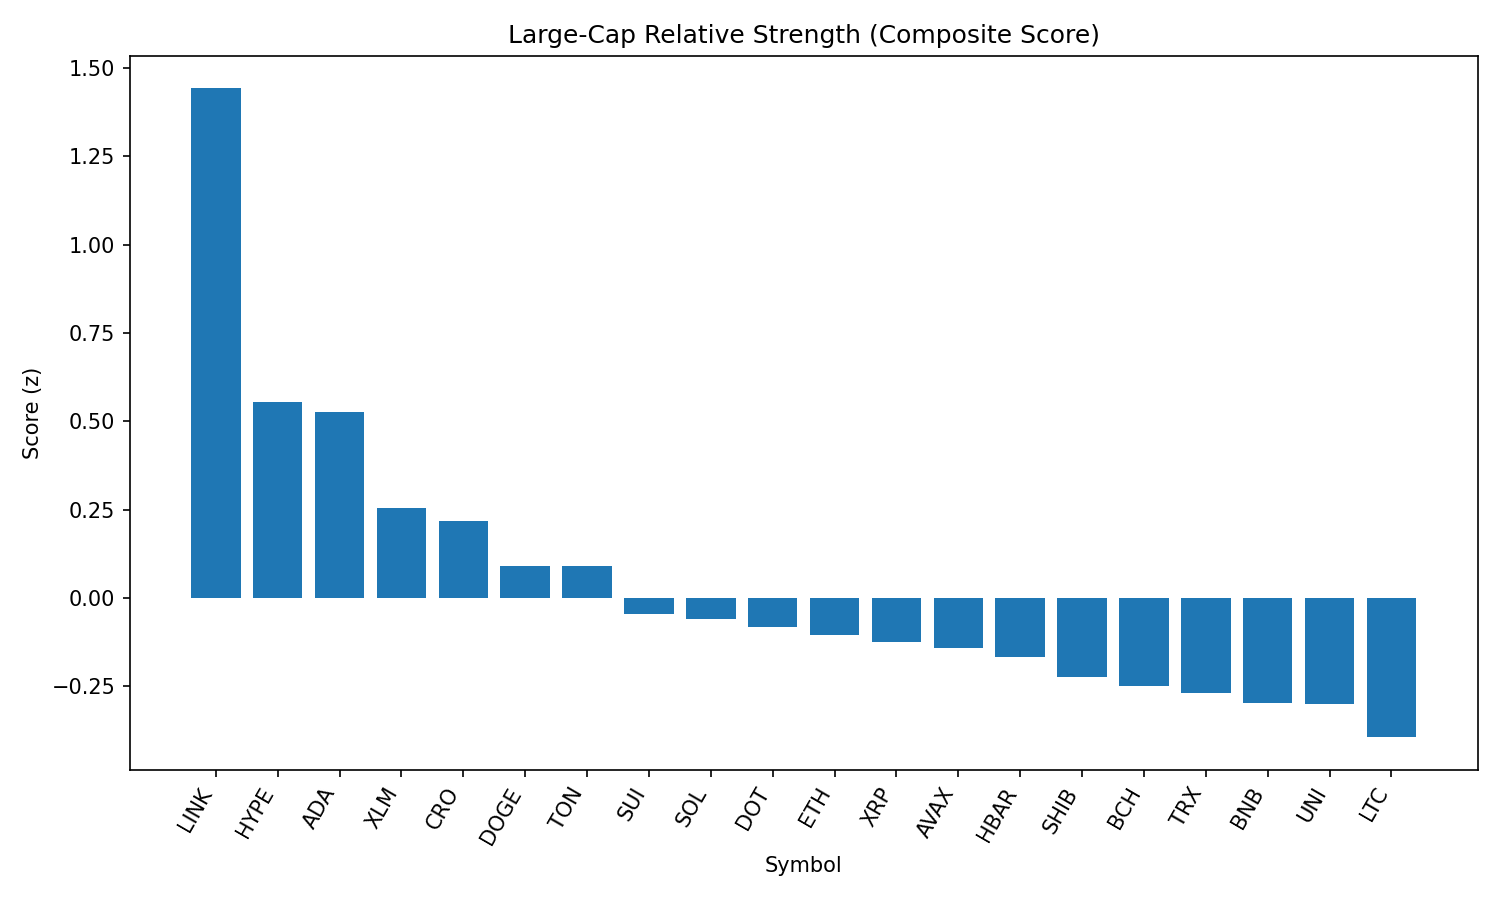 Large-Cap Relative Strength (Composite Score)
1.50
1.25
1.00
0.75
0.50
0.25
0.00
−0.25
Score (z)
LINK
HYPE
ADA
XLM
CRO
DOGE
TON
SUI
SOL
DOT
ETH
XRP
AVAX
HBAR
SHIB
BCH
TRX
BNB
UNI
LTC
Symbol